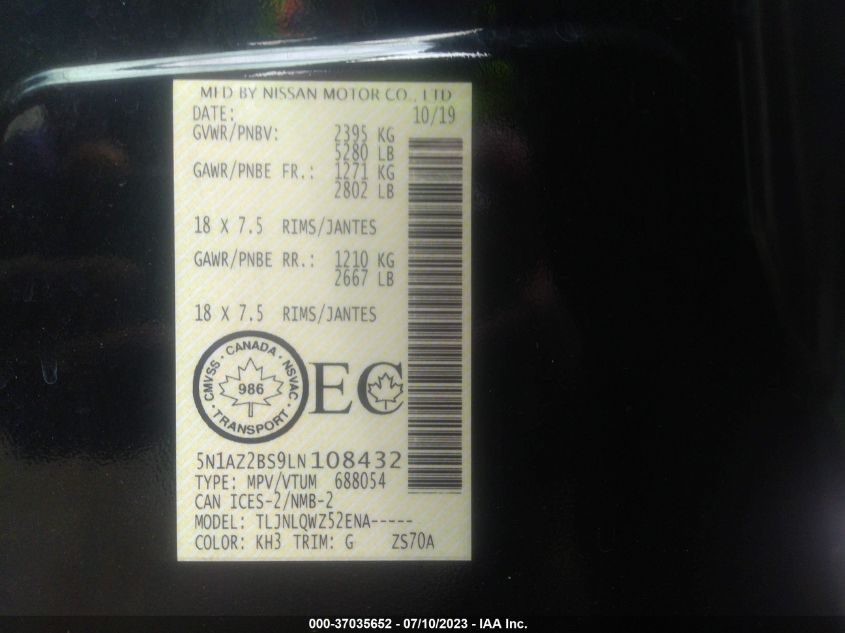 MFD BY NISSAN MOTOR CO., LTD
DATE: 10/19
GVWR/PNBV: 2395 KG
5280 LB
GAWR/PNBE FR.: 1271 KG
2802 LB
18 X 7.5 RIMS/JANTES
GAWR/PNBE RR.: 1210 KG
2667 LB
18 X 7.5 RIMS/JANTES
CMVSS · CANADA · NSVAC · TRANSPORT ·
986
EC
5N1AZ2BS9LN108432
TYPE: MPV/VTUM 688054
CAN ICES-2/NMB-2
MODEL: TLJNLQWZ52ENA-----
COLOR: KH3 TRIM: G ZS70A
000-37035652 - 07/10/2023 - IAA Inc.